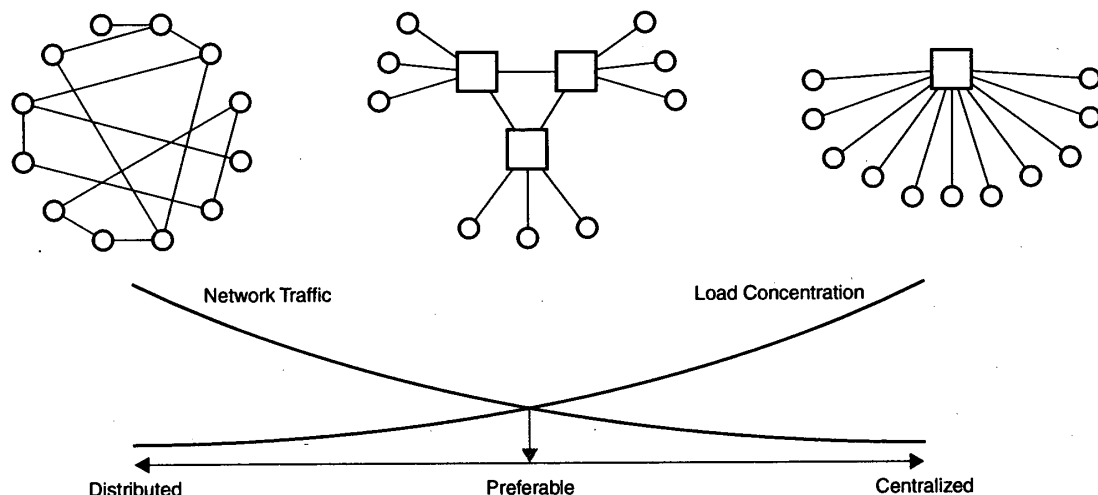 Network Traffic
Load Concentration
Distributed
Preferable
Centralized